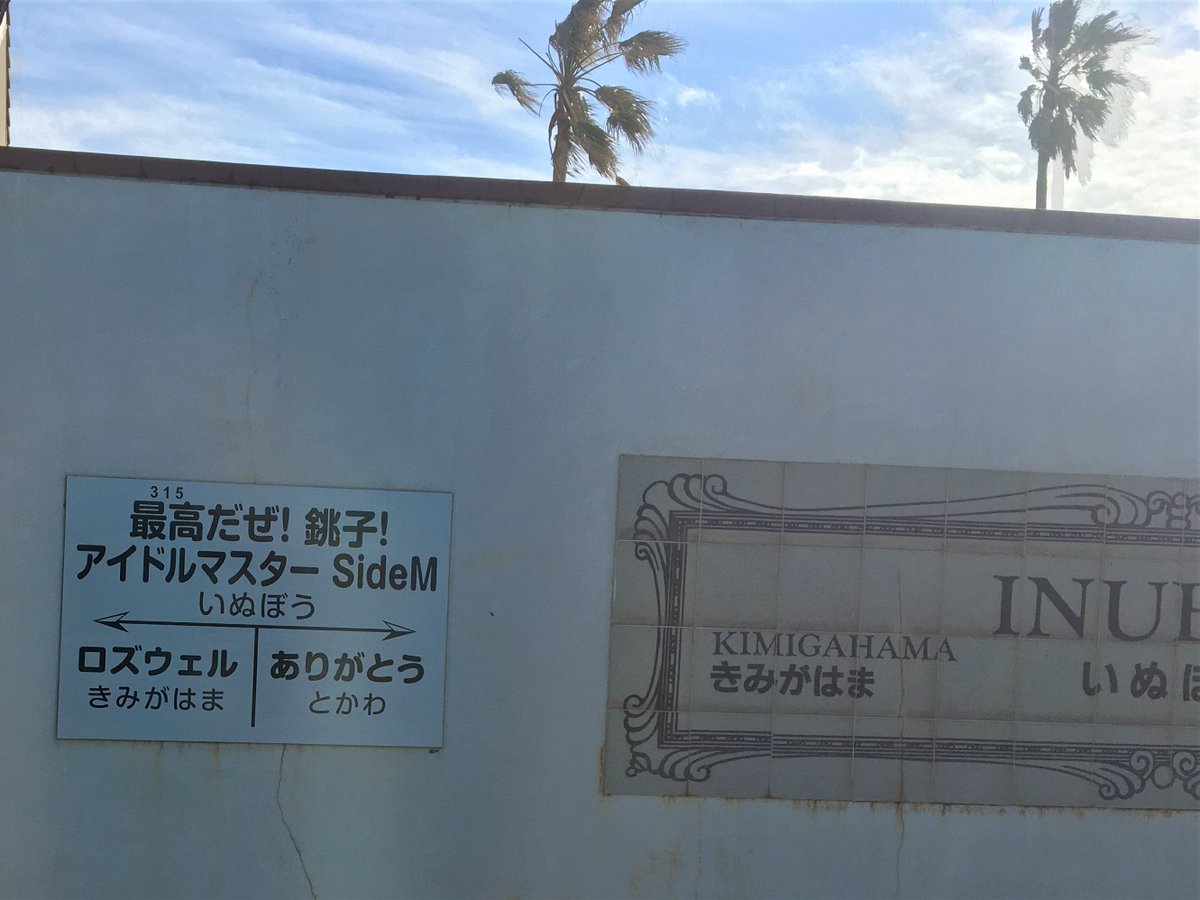 315
最高だぜ! 銚子!
アイドルマスター SideM
いぬぼう
ロズウェル
きみがはま
ありがとう
とかわ
INU
KIMIGAHAMA
きみがはま
いぬ